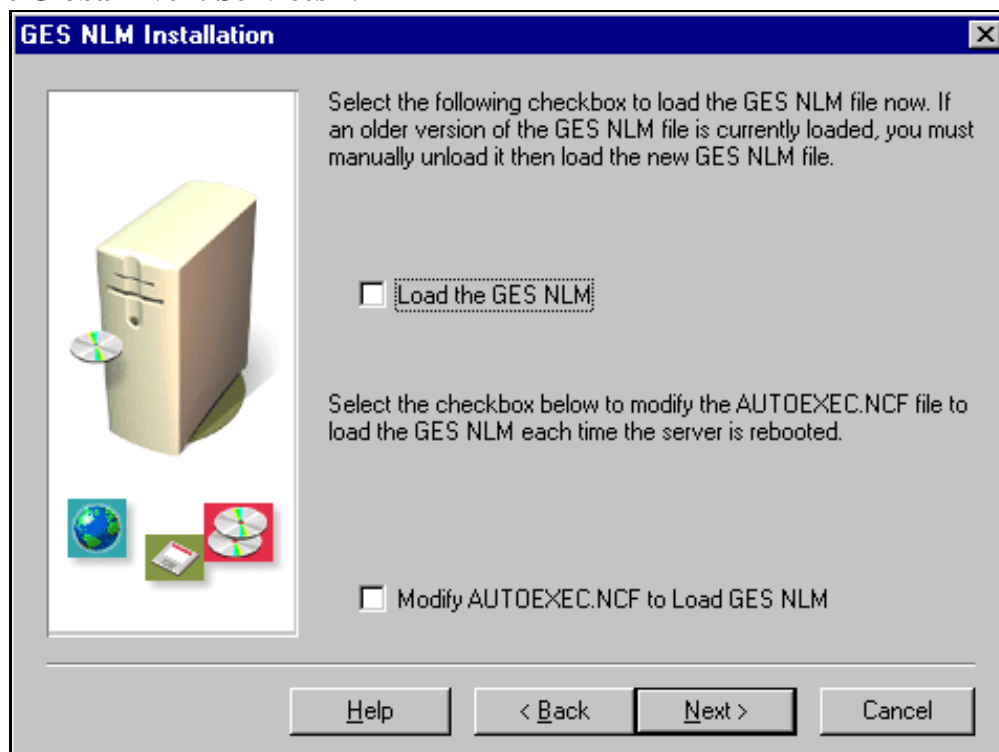 GES NLM Installation
Select the following checkbox to load the GES NLM file now. If
an older version of the GES NLM file is currently loaded, you must
manually unload it then load the new GES NLM file.
Load the GES NLM
Select the checkbox below to modify the AUTOEXEC.NCF file to
load the GES NLM each time the server is rebooted.
Modify AUTOEXEC.NCF to Load GES NLM
Help
< Back
Next >
Cancel